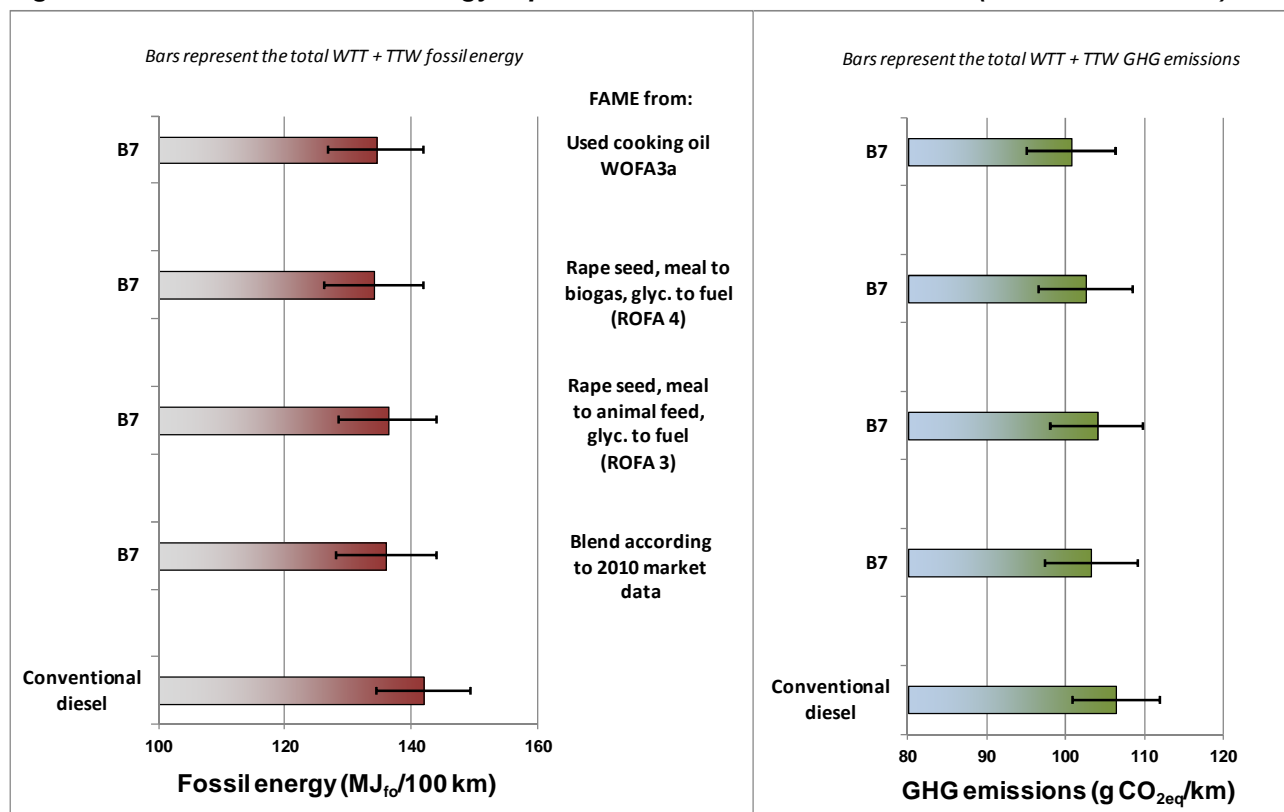 Bars represent the total WTT + TTW fossil energy
FAME from:
B7
Used cooking oil
WOFA3a
B7
Rape seed, meal to
biogas, glyc. to fuel
(ROFA 4)
B7
Rape seed, meal
to animal feed,
glyc. to fuel
(ROFA 3)
B7
Blend according
to 2010 market
data
Conventional
diesel
100 120 140 160
Fossil energy (MJfo/100 km)
Bars represent the total WTT + TTW GHG emissions
B7
B7
B7
B7
Conventional
diesel
80 90 100 110 120
GHG emissions (g CO2eq/km)